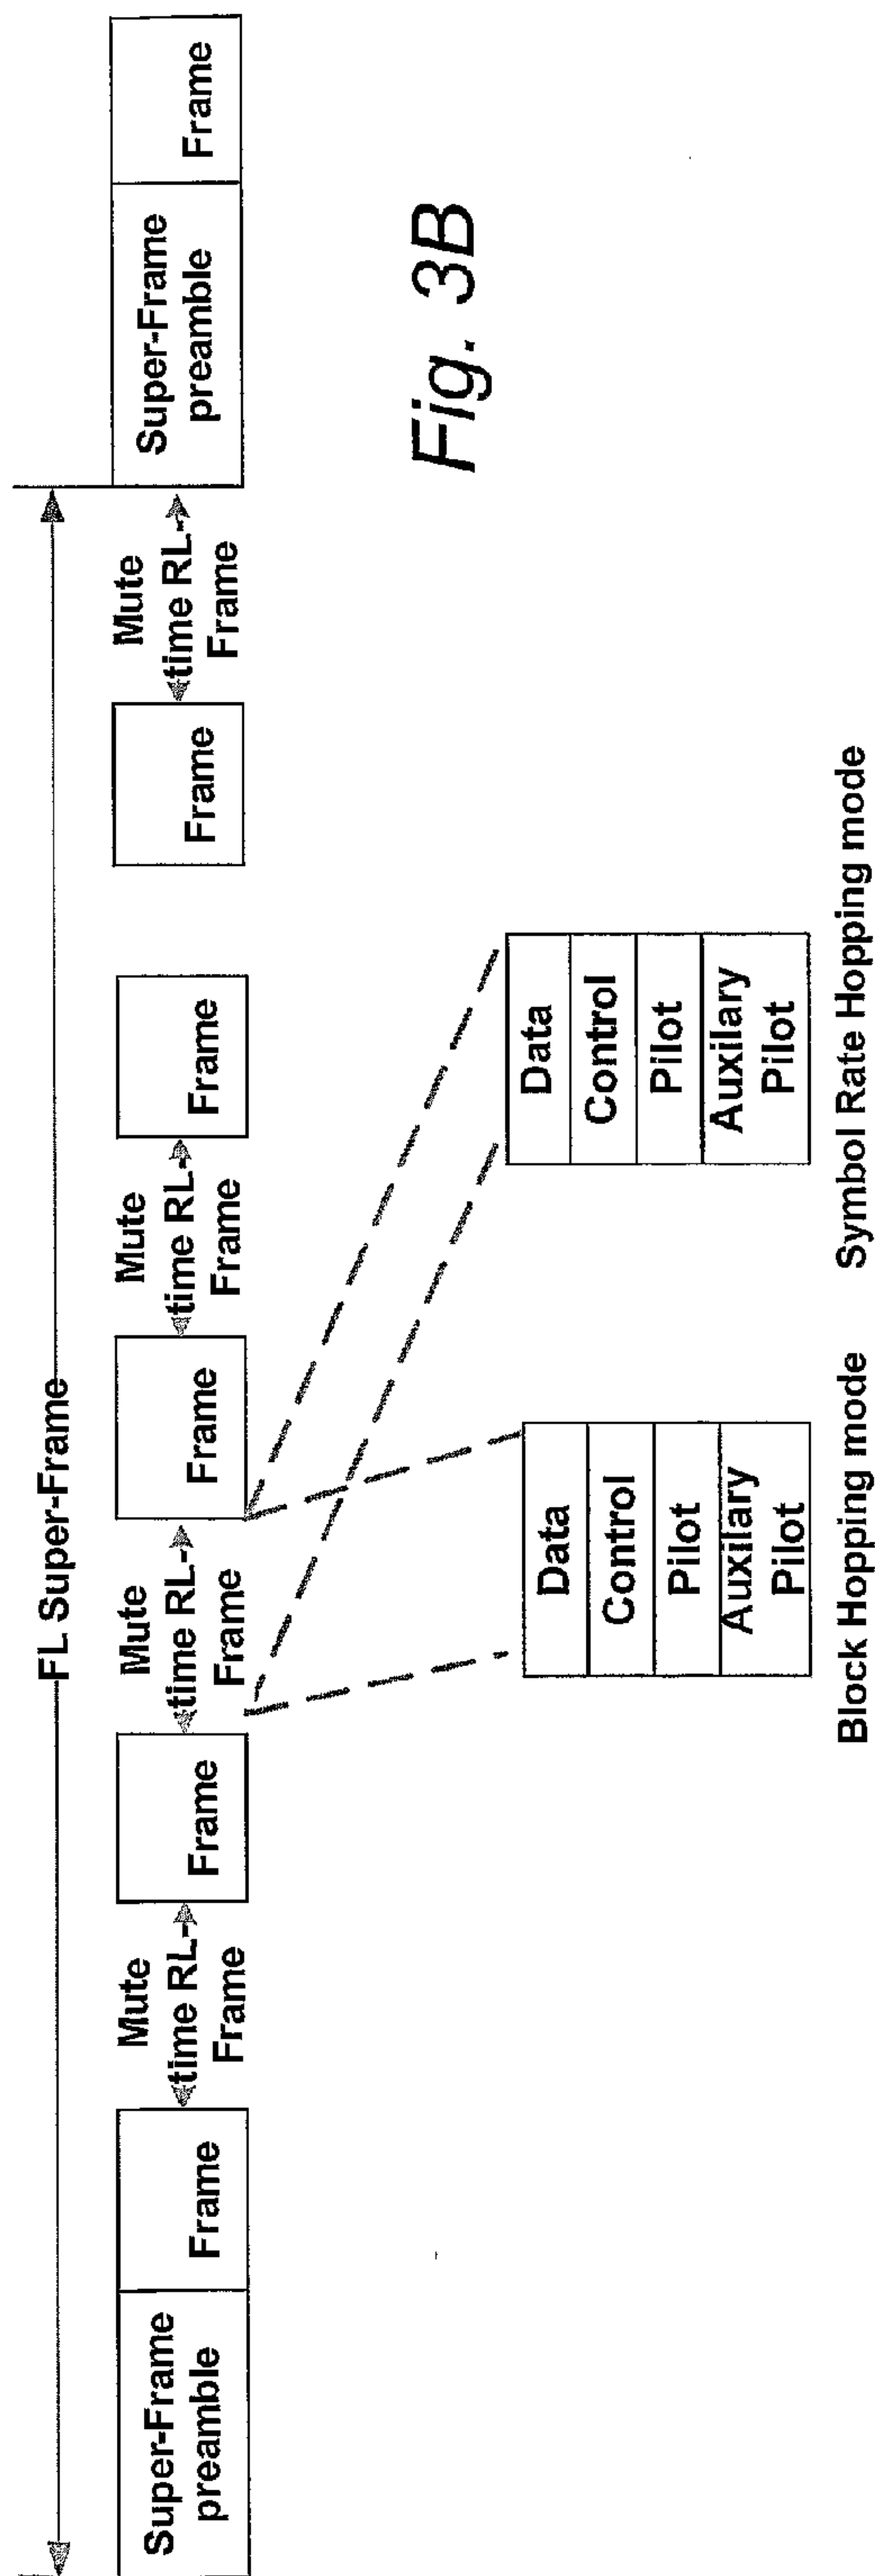 FL Super-Frame
Super-Frame
preamble
Frame
Mute
time RL-
Frame
Frame
Mute
time RL-
Frame
Frame
Mute
time RL-
Frame
Frame
Frame
Mute
time RL-
Frame
Super-Frame
preamble
Frame
Data
Control
Pilot
Auxilary
Pilot
Block Hopping mode
Data
Control
Pilot
Auxilary
Pilot
Symbol Rate Hopping mode
Fig. 3B